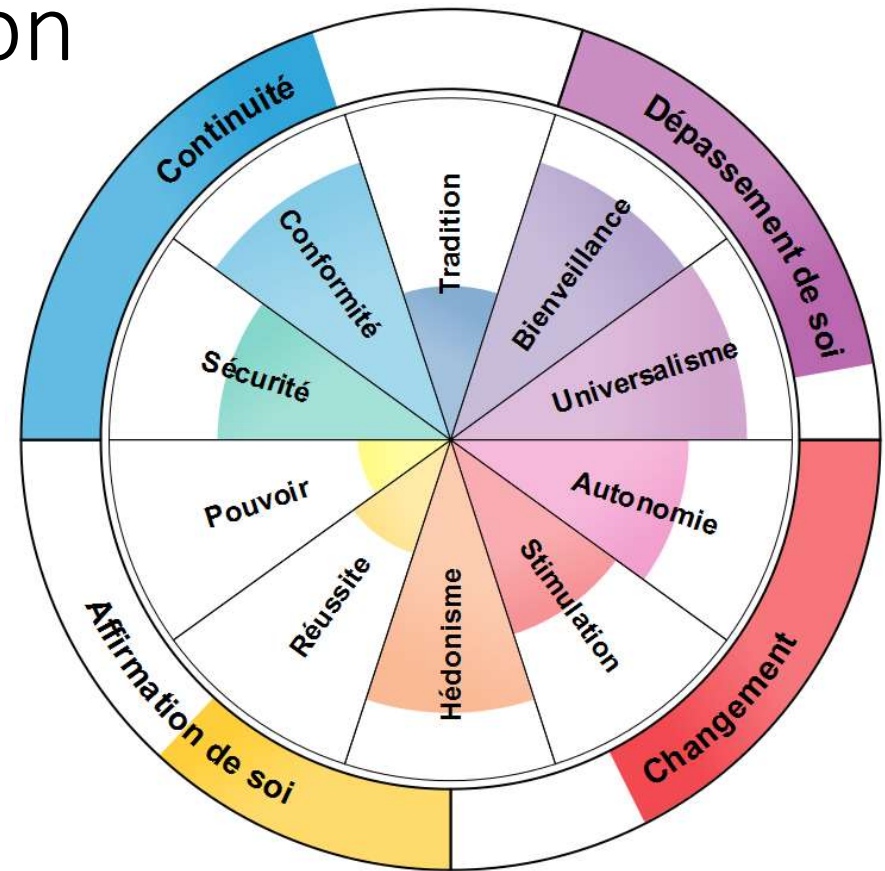 on
Continuité
Dépassement de soi
Tradition
Conformité
Bienveillance
Sécurité
Universalisme
Pouvoir
Autonomie
Réussite
Hédonisme
Stimulation
Affirmation de soi
Changement